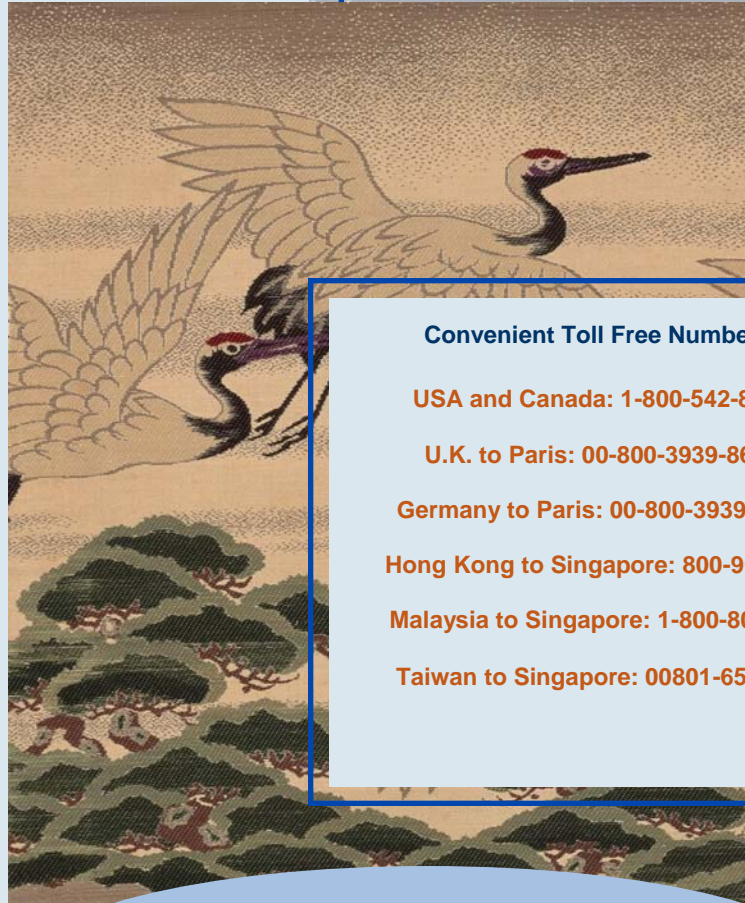 Convenient Toll Free Numbe
USA and Canada: 1-800-542-8
U.K. to Paris: 00-800-3939-86
Germany to Paris: 00-800-3939
Hong Kong to Singapore: 800-9
Malaysia to Singapore: 1-800-80
Taiwan to Singapore: 00801-65